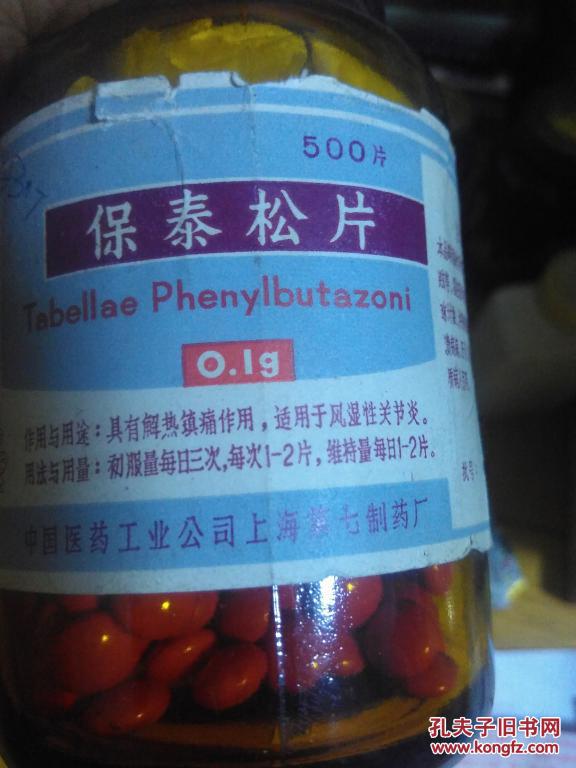 500片
保泰松片
Tabellae Phenylbutazoni
0.1g
作用与用途：具有解热镇痛作用，适用于风湿性关节炎。
用法与用量：初服量每日三次，每次1-2片，维持量每日1-2片。
中国医药工业公司上海第七制药厂
批号
孔夫子旧书网
www.kongfz.com